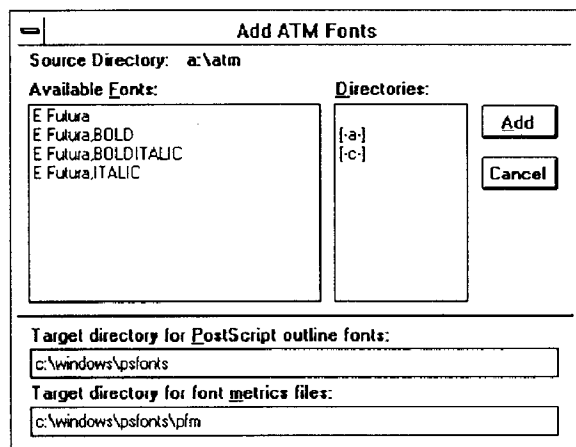 Add ATM Fonts
Source Directory: a:\atm
Available Fonts:
E Futura
E Futura,BOLD
E Futura,BOLDITALIC
E Futura,ITALIC
Directories:
[-a-]
[-c-]
Add
Cancel
Target directory for PostScript outline fonts:
c:\windows\psfonts
Target directory for font metrics files:
c:\windows\psfonts\pfm